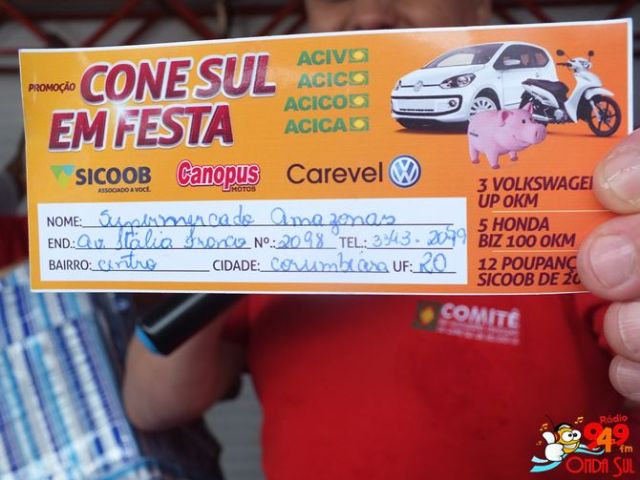 PROMOÇÃO
CONE SUL
EM FESTA
ACIV
ACIC
ACICO
ACICA
SICOOB
ASSOCIADO A VOCÊ.
Canopus
MOTOS
Carevel
3 VOLKSWAGEN
UP 0KM
5 HONDA
BIZ 100 0KM
12 POUPANÇ
SICOOB DE 20
NOME: Supermercado Amazonas
END.: Av. Itália Franco Nº.: 2098 TEL.: 3343-2099
BAIRRO: centro CIDADE: corumbiara UF: RO
COMITÊ
Rádio
94,9 fm
ONDA SUL